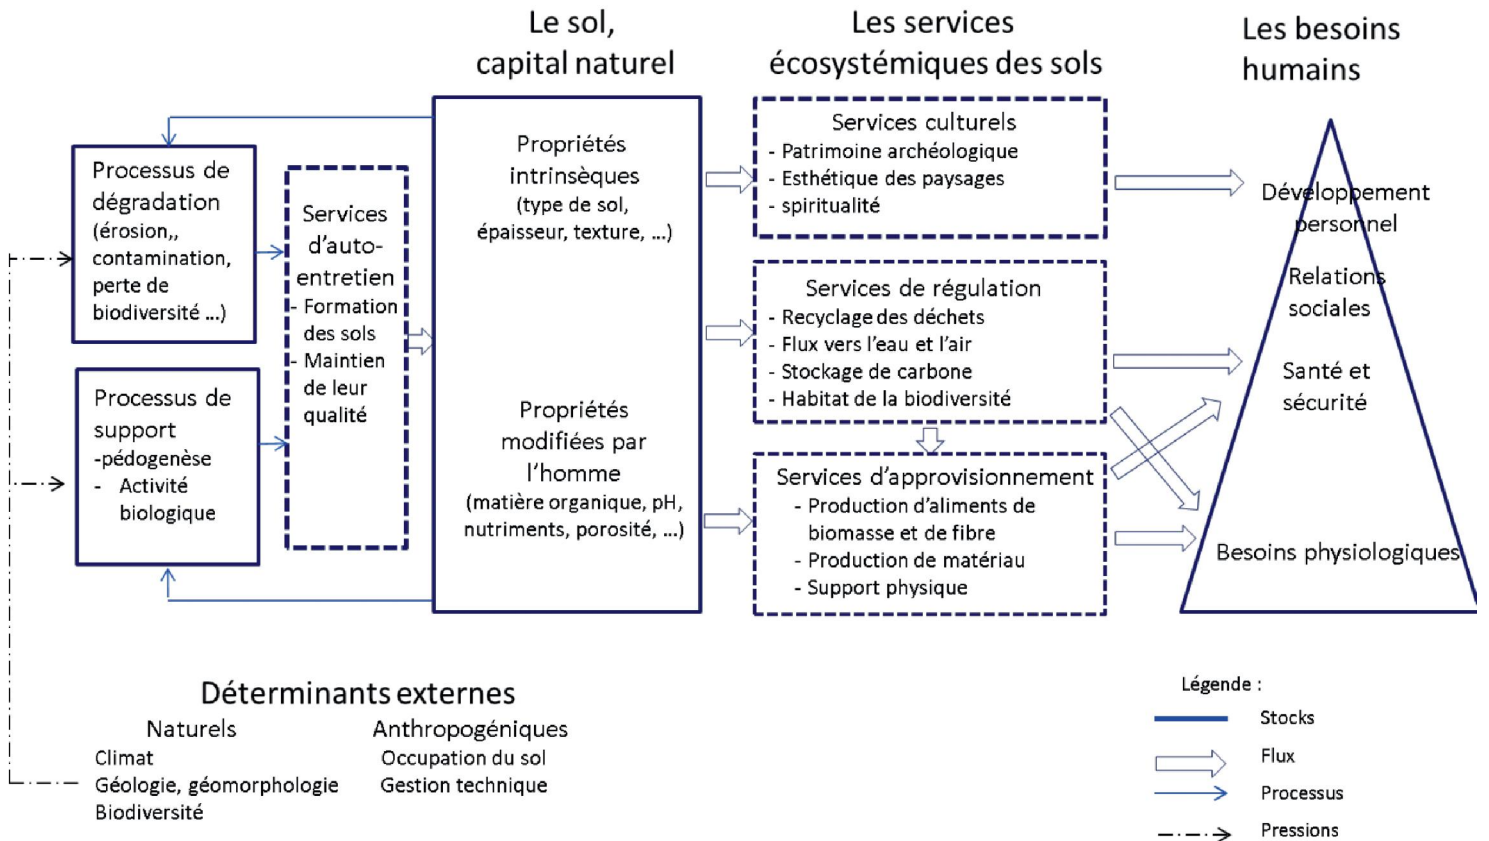 Le sol,
capital naturel
Les services
écosystémiques des sols
Les besoins
humains
Processus de
dégradation
(érosion,,
contamination,
perte de
biodiversité ...)
Processus de
support
-pédogenèse
- Activité
biologique
Services
d'auto-
entretien
- Formation
des sols
- Maintien
de leur
qualité
Propriétés
intrinsèques
(type de sol,
épaisseur, texture, ...)
Propriétés
modifiées par
l'homme
(matière organique, pH,
nutriments, porosité, ...)
Services culturels
- Patrimoine archéologique
- Esthétique des paysages
- spiritualité
Services de régulation
- Recyclage des déchets
- Flux vers l'eau et l'air
- Stockage de carbone
- Habitat de la biodiversité
Services d'approvisionnement
- Production d'aliments de
biomasse et de fibre
- Production de matériau
- Support physique
Développement
personnel
Relations
sociales
Santé et
sécurité
Besoins physiologiques
Déterminants externes
Naturels
Climat
Géologie, géomorphologie
Biodiversité
Anthropogéniques
Occupation du sol
Gestion technique
Légende :
Stocks
Flux
Processus
Pressions